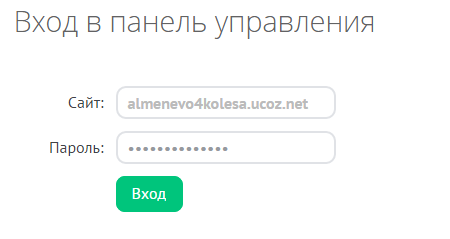 Вход в панель управления
Сайт: almenevo4kolesa.ucoz.net
Пароль: ••••••••••••••
Вход